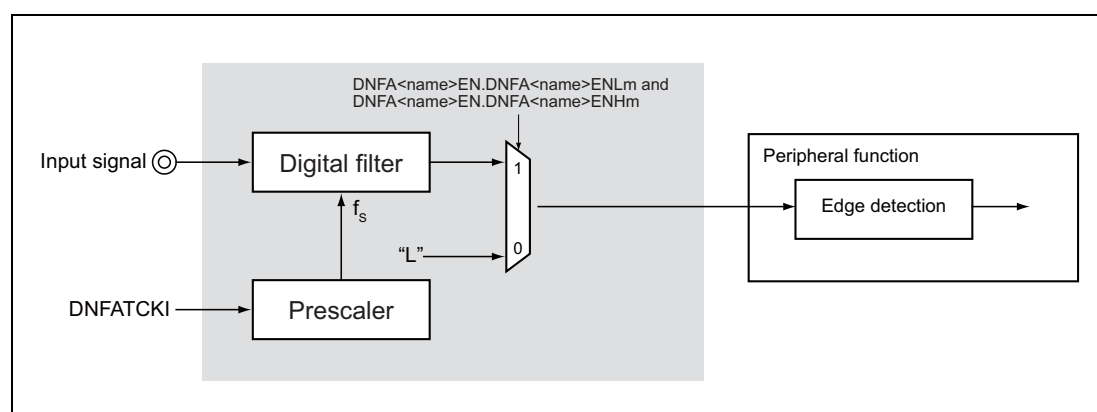 DNFA<name>EN.DNFA<name>ENLm and
DNFA<name>EN.DNFA<name>ENHm
Input signal
Digital filter
1
Peripheral function
Edge detection
fs
“L”
0
DNFATCKI
Prescaler